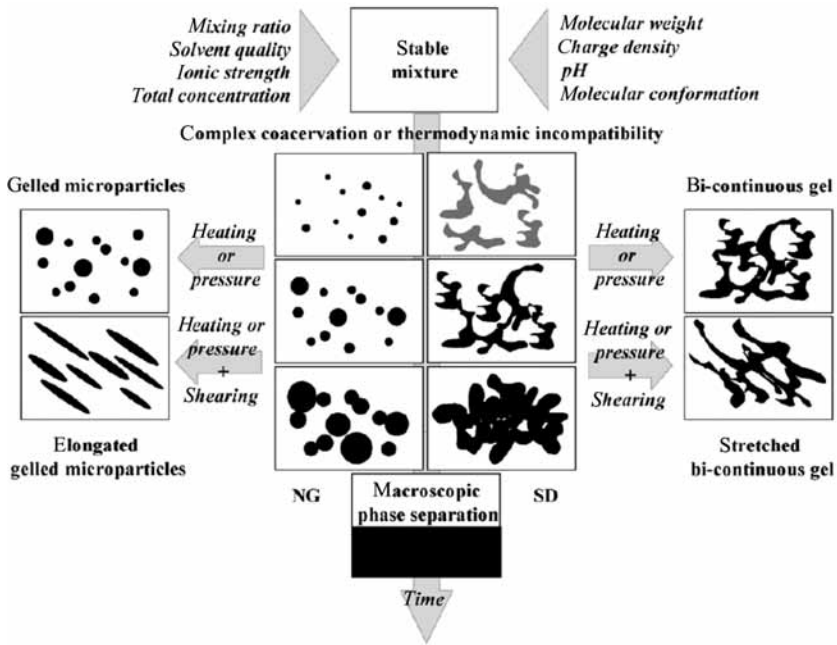 Mixing ratio
Solvent quality
Ionic strength
Total concentration
Stable
mixture
Molecular weight
Charge density
pH
Molecular conformation
Complex coacervation or thermodynamic incompatibility
Gelled microparticles
Heating
or
pressure
Heating or
pressure
+
Shearing
Elongated
gelled microparticles
Bi-continuous gel
Heating
or
pressure
Heating or
pressure
+
Shearing
Stretched
bi-continuous gel
NG
Macroscopic
phase separation
SD
Time